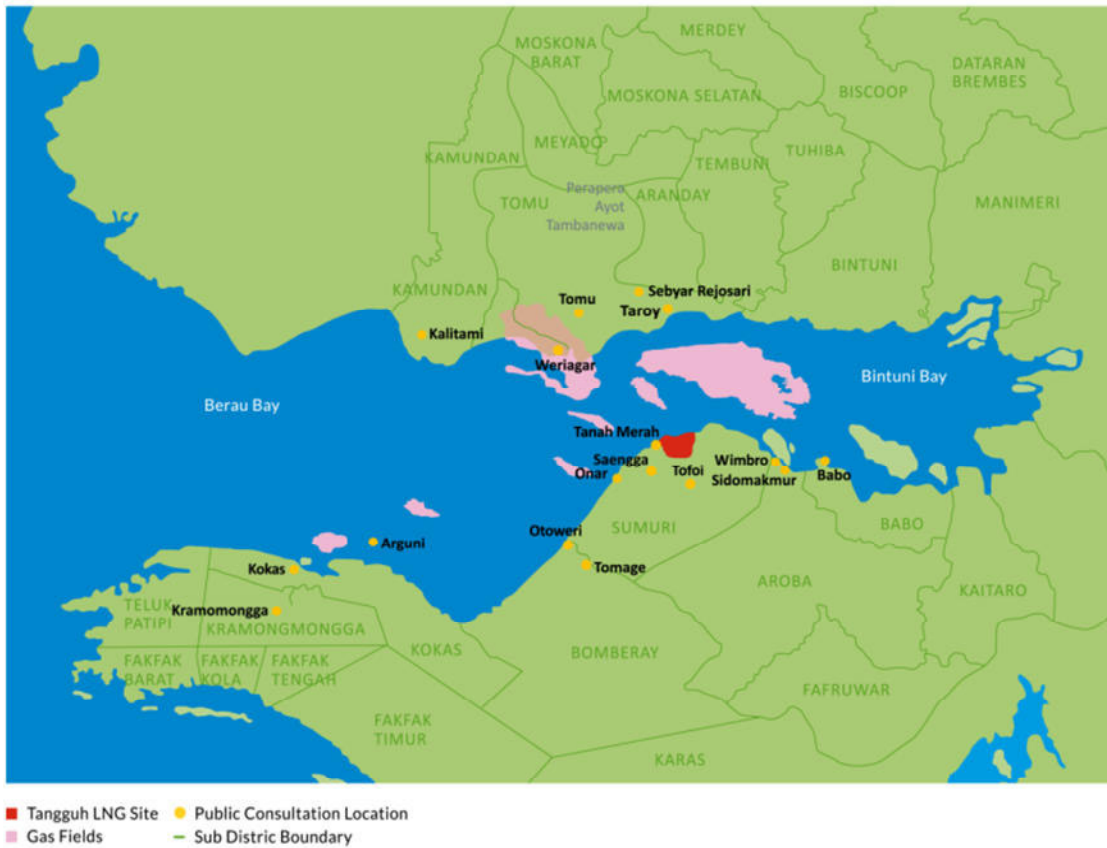 MERDEY
MOSKONA
BARAT
DATARAN
BREMBES
MOSKONA SELATAN
BISCOOP
MEYADO
TUHIBA
KAMUNDAN
TEMBUNI
Perapera
Ayot
Tambanewa
ARANDAY
TOMU
MANIMERI
BINTUNI
KAMUNDAN
Sebyar Rejosari
Tomu
Taroy
Kalitami
Weriagar
Bintuni Bay
Berau Bay
Tanah Merah
Saengga
Onar
Tofoi
Wimbro
Sidomakmur
Babo
SUMURI
BABO
Otoweri
Arguni
Tomage
Kokas
AROBA
KAITARO
TELUK
PATIPI
Kramomongga
KRAMONGMONGGA
KOKAS
BOMBERAY
FAKFAK
BARAT
FAKFAK
KOLA
FAKFAK
TENGAH
FAFRUWAR
FAKFAK
TIMUR
KARAS
Tangguh LNG Site
Public Consultation Location
Gas Fields
Sub Distric Boundary